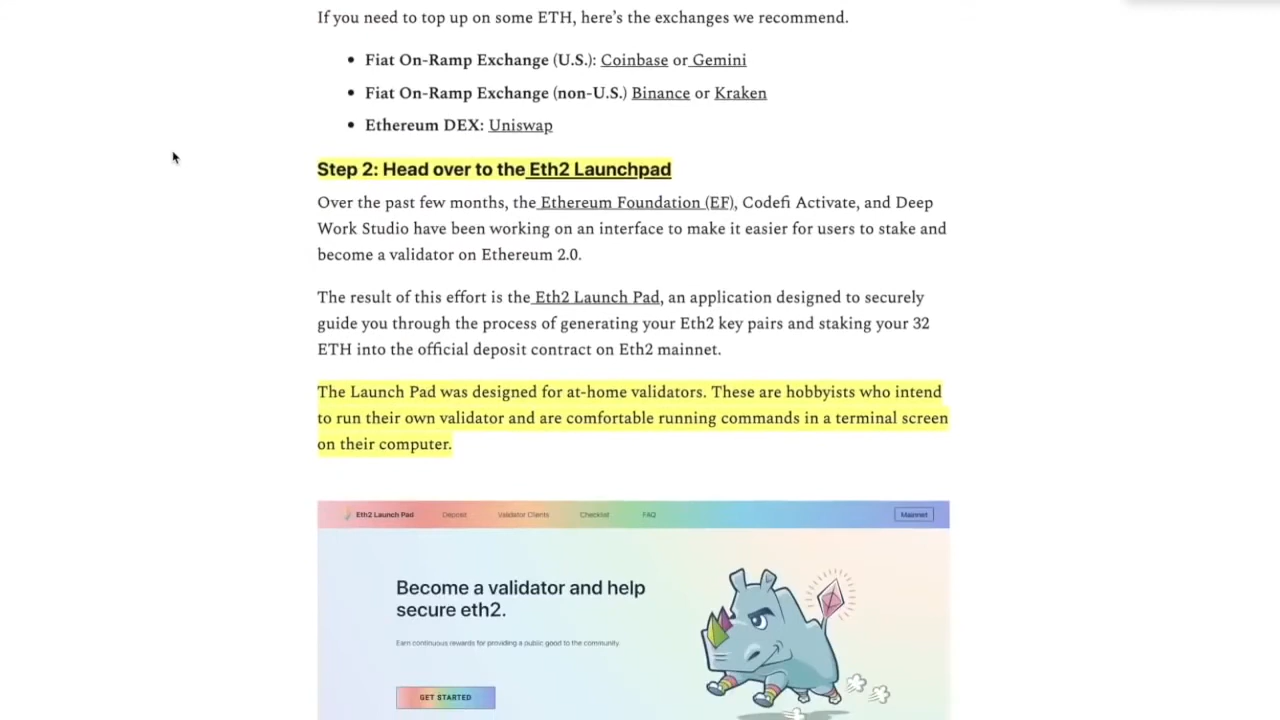 If you need to top up on some ETH, here’s the exchanges we recommend.
• Fiat On-Ramp Exchange (U.S.): Coinbase or Gemini
• Fiat On-Ramp Exchange (non-U.S.) Binance or Kraken
• Ethereum DEX: Uniswap
Step 2: Head over to the Eth2 Launchpad
Over the past few months, the Ethereum Foundation (EF), Codefi Activate, and Deep
Work Studio have been working on an interface to make it easier for users to stake and
become a validator on Ethereum 2.0.
The result of this effort is the Eth2 Launch Pad, an application designed to securely
guide you through the process of generating your Eth2 key pairs and staking your 32
ETH into the official deposit contract on Eth2 mainnet.
The Launch Pad was designed for at-home validators. These are hobbyists who intend
to run their own validator and are comfortable running commands in a terminal screen
on their computer.
Eth2 Launch Pad Deposit Validator Clients Checklist FAQ Mainnet
Become a validator and help
secure eth2.
Earn continuous rewards for providing a public good to the community.
GET STARTED